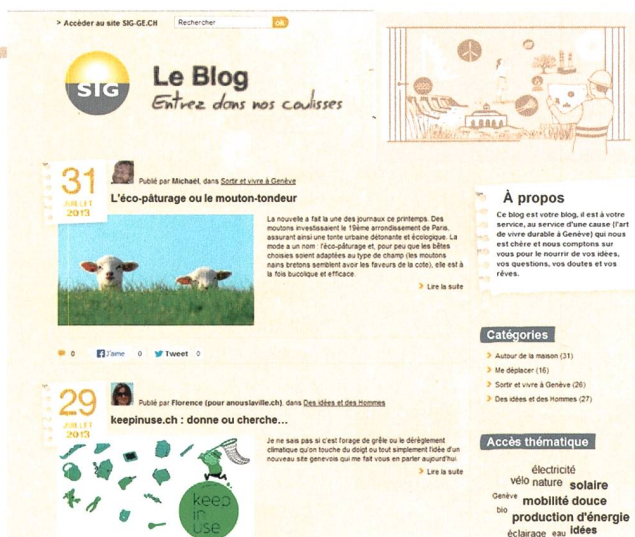 > Accéder au site SIG-GE.CH
Rechercher
ok
SIG
Le Blog
Entrez dans nos coulisses
31
JUILLET
2013
Publié par Michaël, dans Sortir et vivre à Genève
L'éco-pâturage ou le mouton-tondeur
La nouvelle a fait la une des journaux ce printemps. Des
moutons investissaient le 19ème arrondissement de Paris,
assurant ainsi une tonte urbaine détonante et écologique. La
mode a un nom : l'éco-pâturage et, pour peu que les bêtes
choisies soient adaptées au type de champ (les moutons
nains bretons semblent avoir les faveurs de la cote), elle est à
la fois bucolique et efficace.
> Lire la suite
0
J'aime
0
Tweet
0
29
JUILLET
2013
Publié par Florence (pour anouslaville.ch), dans Des idées et des Hommes
keepinuse.ch : donne ou cherche…
Je ne sais pas si c'est l'orage de grêle ou le dérèglement
climatique qu'on touche du doigt ou tout simplement l'idée d'un
nouveau site genevois qui me fait vous en parler aujourd'hui.
> Lire la suite
keep
in
use
À propos
Ce blog est votre blog, il est à votre
service, au service d'une cause (l'art
de vivre durable à Genève) qui nous
est chère et nous comptons sur
vous pour le nourrir de vos idées,
vos questions, vos doutes et vos
rêves.
Catégories
> Autour de la maison (31)
> Me déplacer (16)
> Sortir et vivre à Genève (26)
> Des idées et des Hommes (27)
Accès thématique
électricité
vélo nature solaire
Genève mobilité douce
bio
production d'énergie
éclairage eau idées